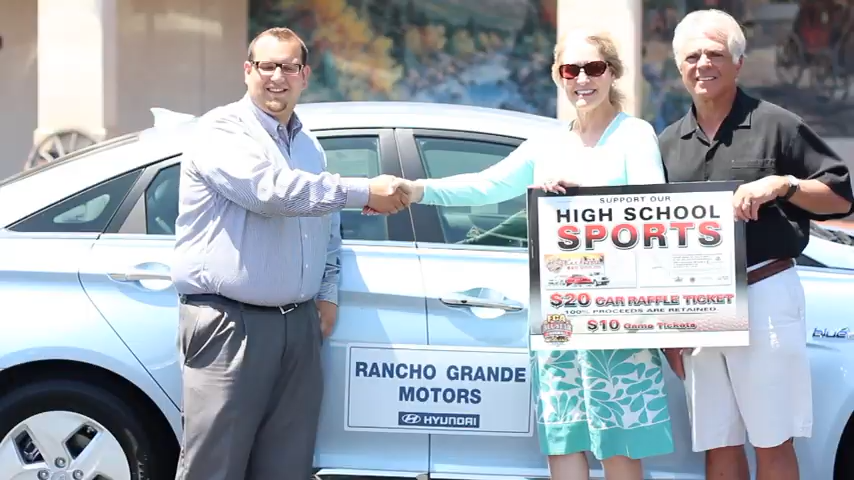 SUPPORT OUR
HIGH SCHOOL
SPORTS
$20 CAR RAFFLE TICKET
100% PROCEEDS ARE RETAINED
$10 Game Tickets
RANCHO GRANDE
MOTORS
HYUNDAI